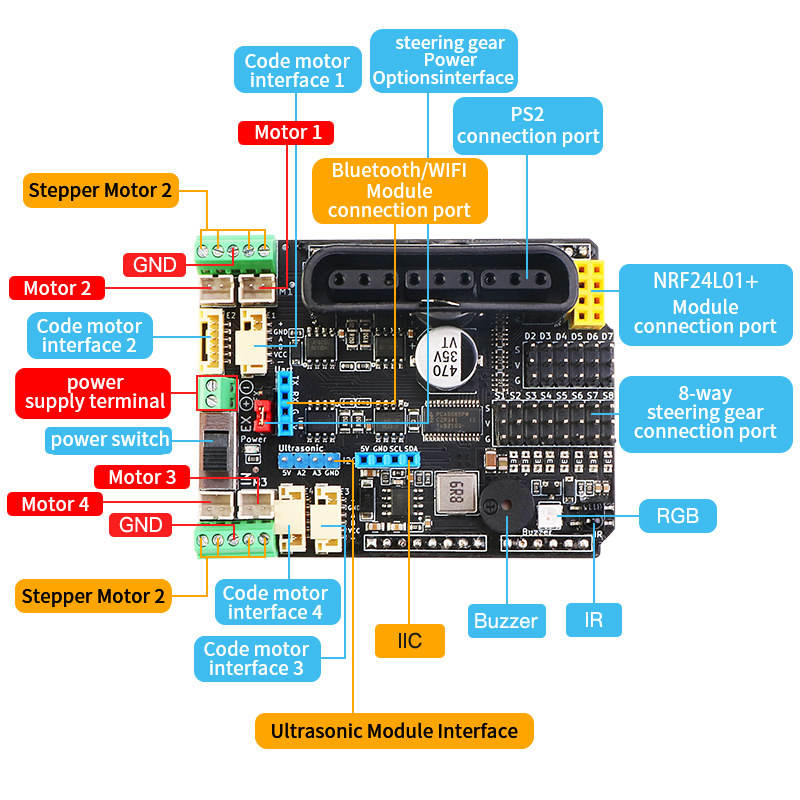 steering gear
Power
Optionsinterface
Code motor
interface 1
PS2
connection port
Motor 1
Bluetooth/WIFI
Module
connection port
Stepper Motor 2
GND
Motor 2
M1
NRF24L01+
Module
connection port
Code motor
interface 2
E2
E1
GND
A
VCC
470
35V
VT
D2 D3 D4 D5 D6 D7
S
V
G
power
supply terminal
Uart
TX
EX
8-way
steering gear
connection port
S1 S2 S3 S4 S5 S6 S7 S8
S
V
G
power switch
Power
Ultrasonic
5V A2 A3 GND
5V GND SCL SDA
Motor 3
M3
Motor 4
GND
6R8
RGB
Buzzer
Stepper Motor 2
Code motor
interface 4
Code motor
interface 3
IIC
Buzzer
IR
Ultrasonic Module Interface